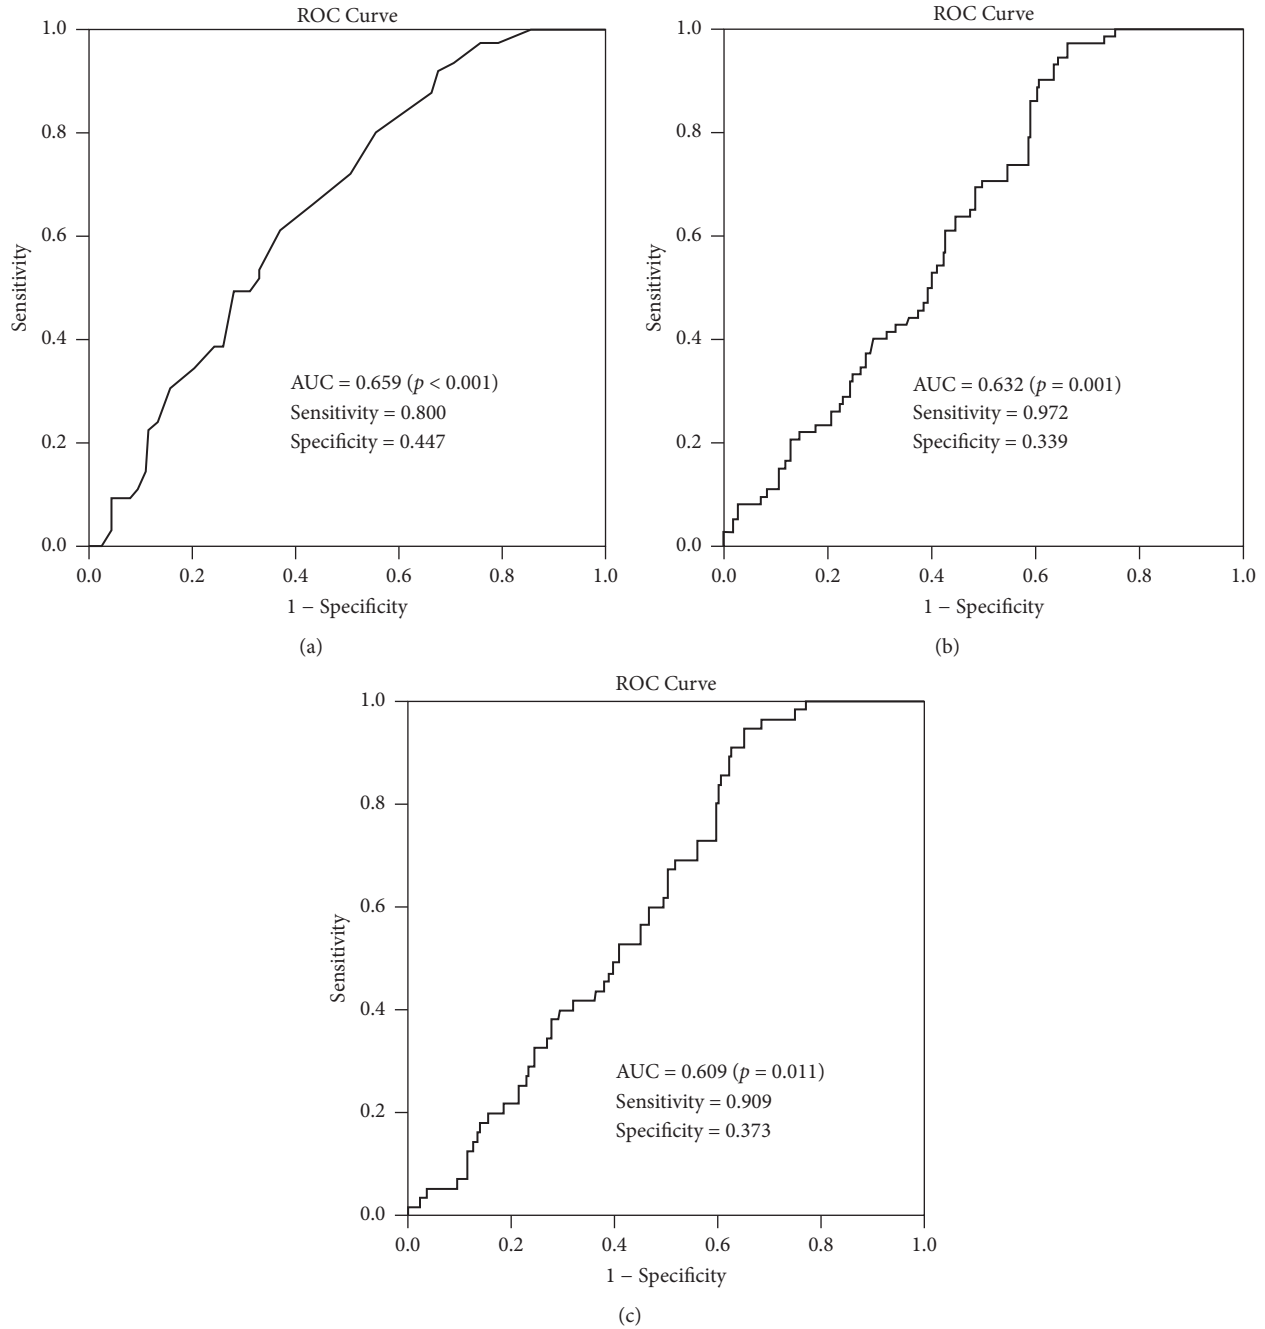 ROC Curve
1.0
0.8
0.6
0.4
0.2
0.0
Sensitivity
AUC = 0.659 (p < 0.001)
Sensitivity = 0.800
Specificity = 0.447
0.0 0.2 0.4 0.6 0.8 1.0
1 − Specificity
(a)
ROC Curve
1.0
0.8
0.6
0.4
0.2
0.0
Sensitivity
AUC = 0.632 (p = 0.001)
Sensitivity = 0.972
Specificity = 0.339
0.0 0.2 0.4 0.6 0.8 1.0
1 − Specificity
(b)
ROC Curve
1.0
0.8
0.6
0.4
0.2
0.0
Sensitivity
AUC = 0.609 (p = 0.011)
Sensitivity = 0.909
Specificity = 0.373
0.0 0.2 0.4 0.6 0.8 1.0
1 − Specificity
(c)